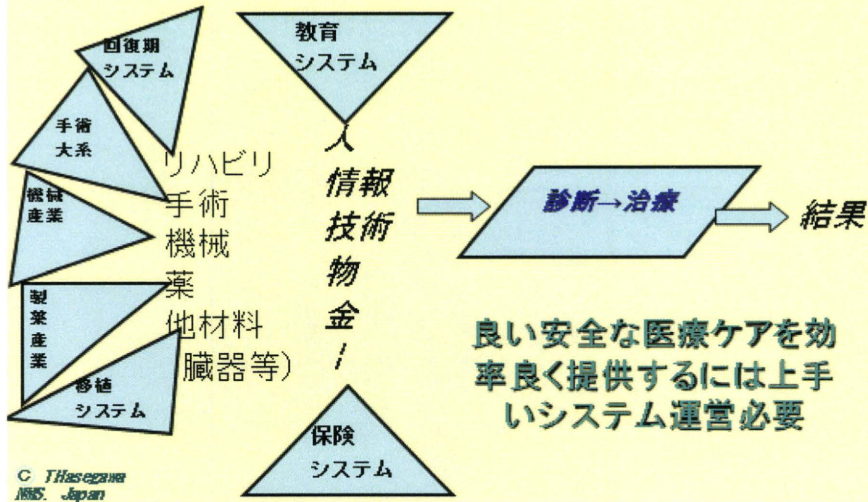 回復期
システム
手術
大系
機械
産業
製
薬
産
業
移植
システム
リハビリ
手術
機械
薬
他材料
臓器等）
教育
システム
人
情報
技術
物
金
保険
システム
診断→治療
結果
良い安全な医療ケアを効
率良く提供するには上手
いシステム運営必要
C THasegawa
Japan